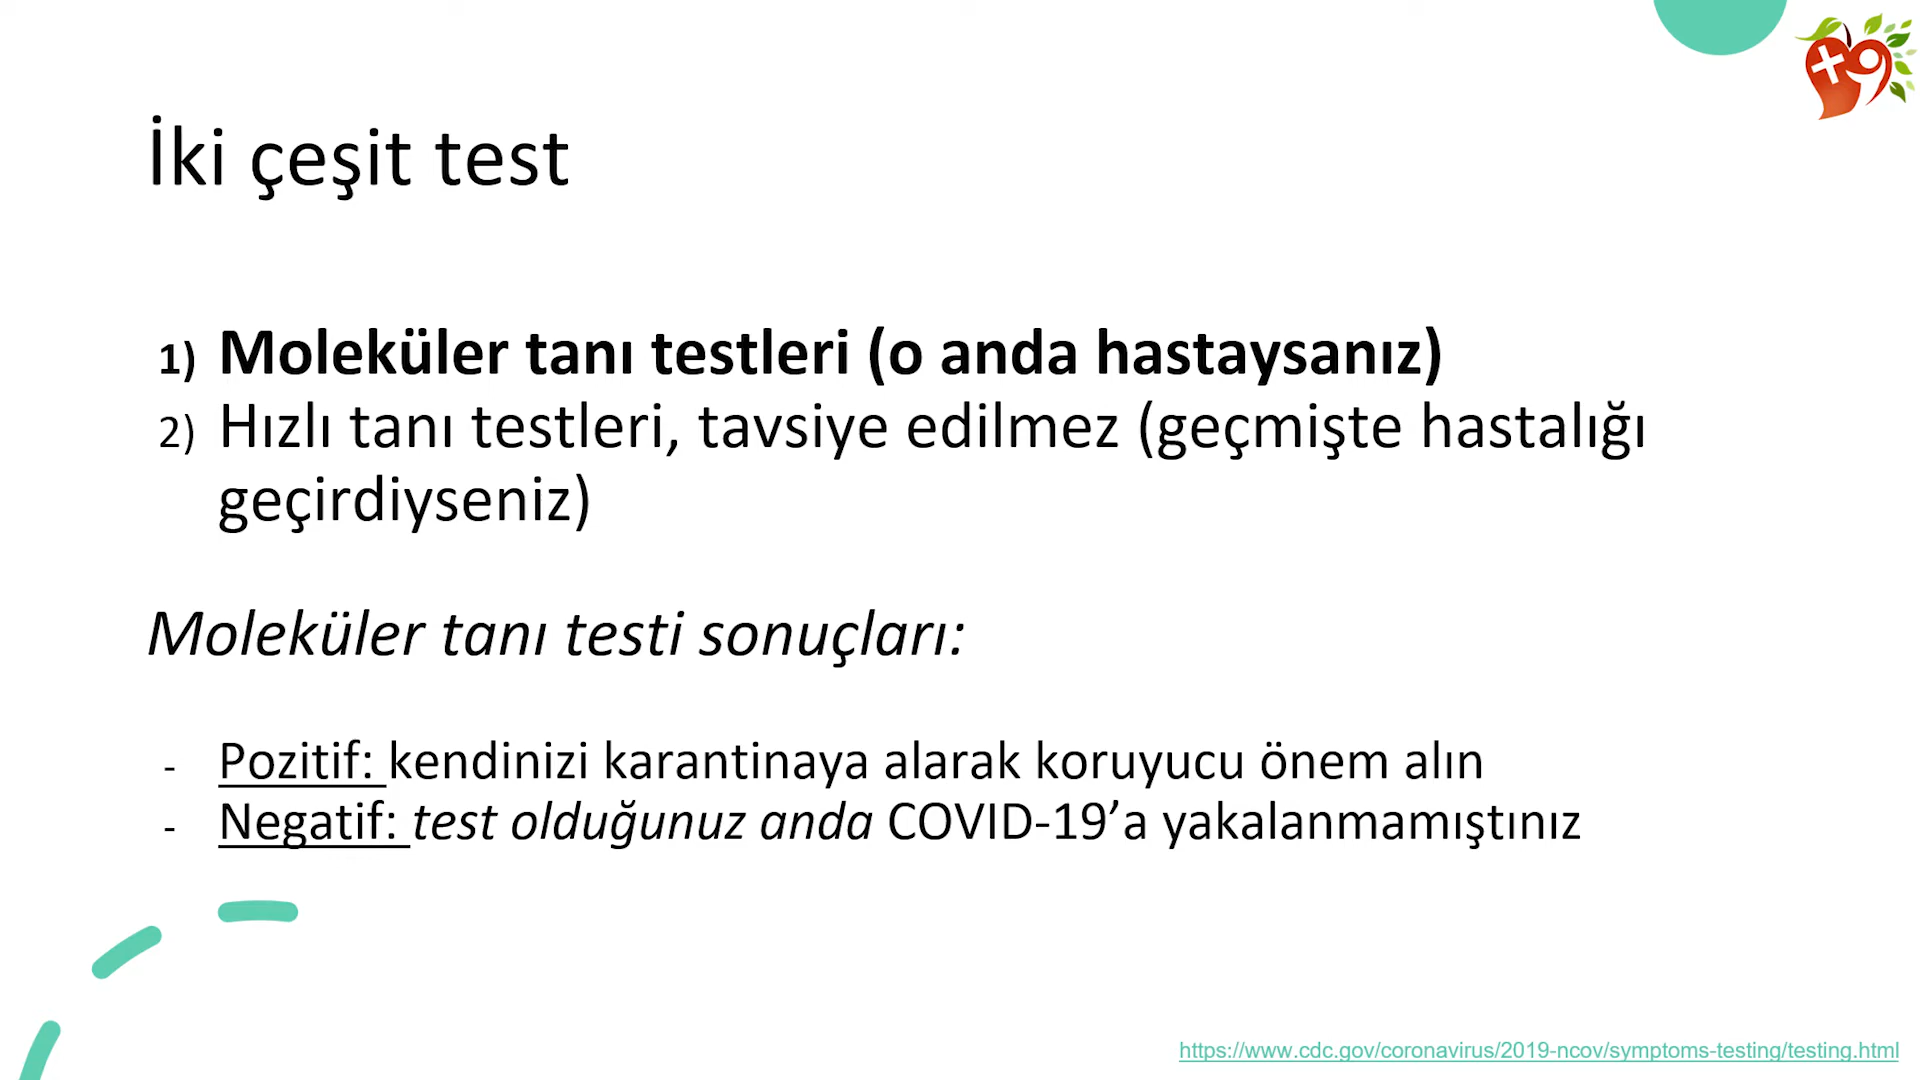 İki çeşit test
1) Moleküler tanı testleri (o anda hastaysanız)
2) Hızlı tanı testleri, tavsiye edilmez (geçmişte hastalığı
geçirdiyseniz)
Moleküler tanı testi sonuçları:
- Pozitif: kendinizi karantinaya alarak koruyucu önem alın
- Negatif: test olduğunuz anda COVID-19’a yakalanmamıştınız
https://www.cdc.gov/coronavirus/2019-ncov/symptoms-testing/testing.html